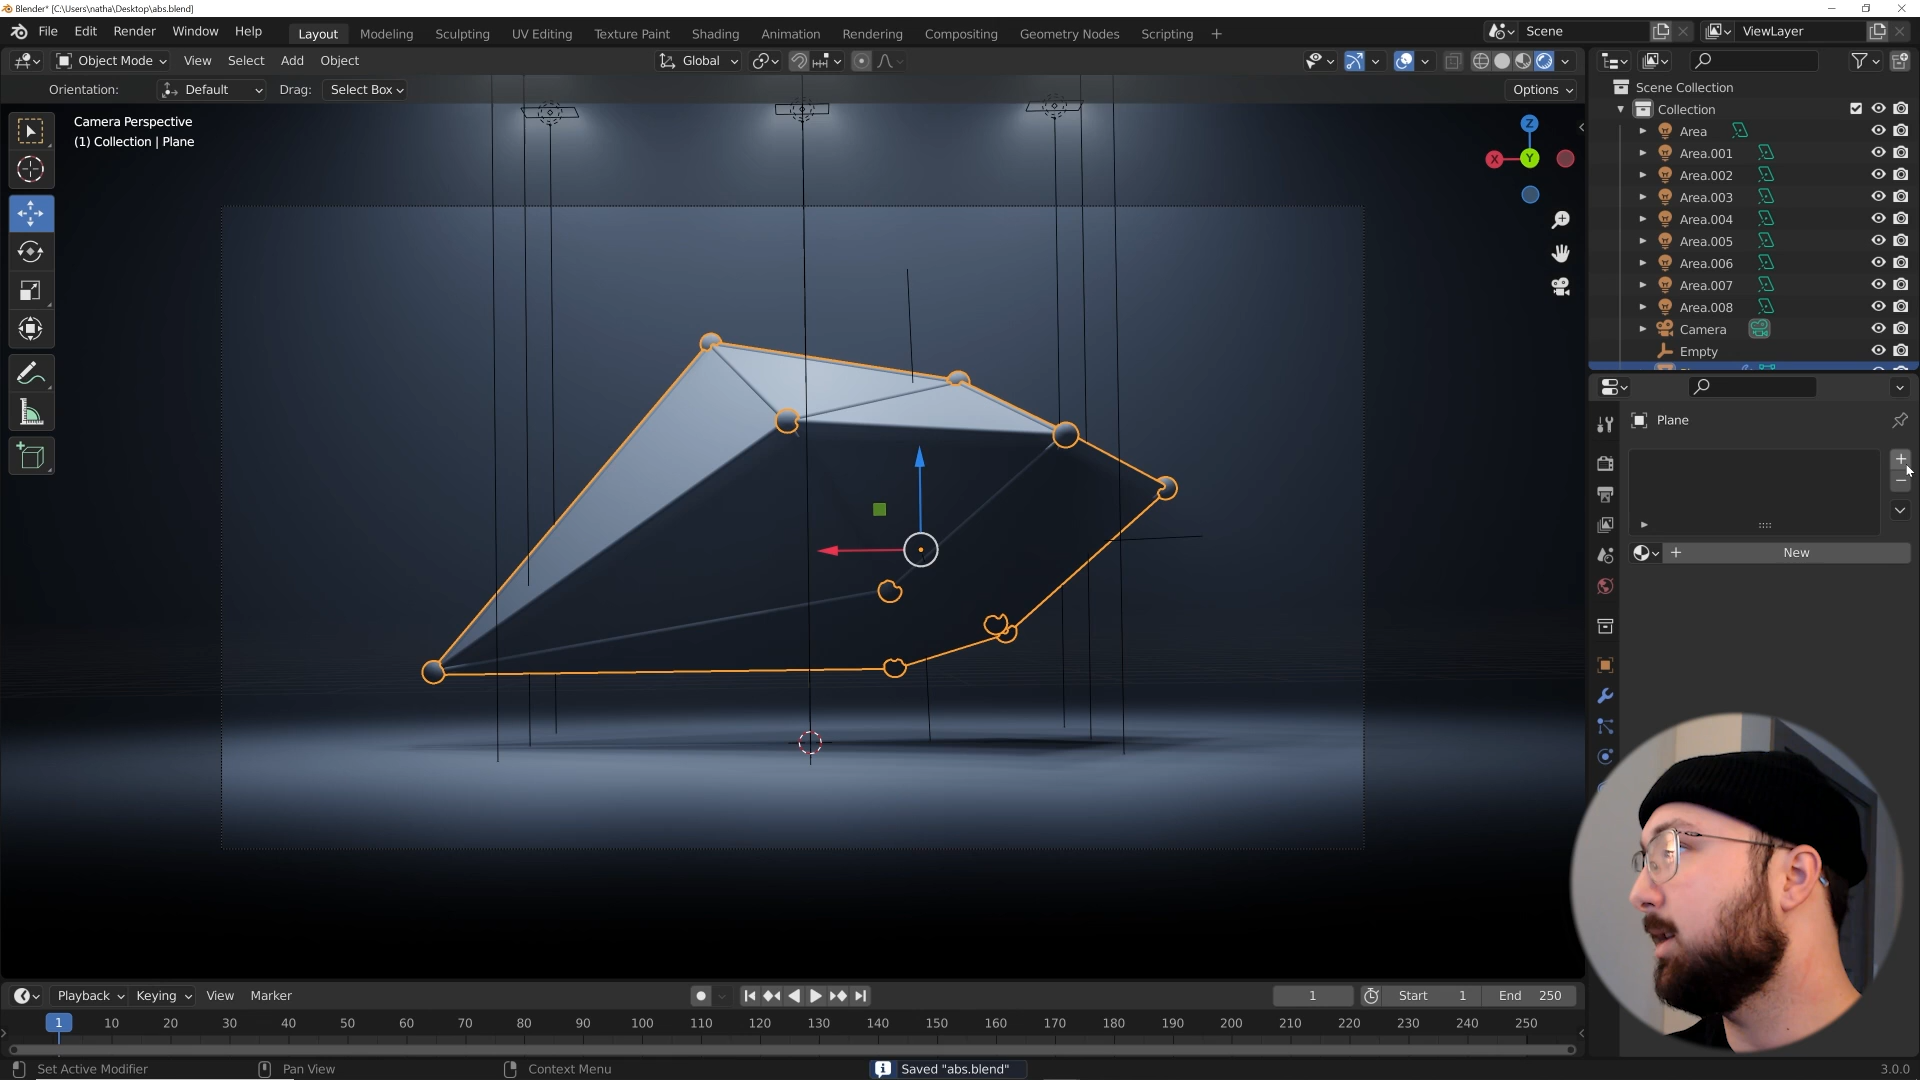 Blender* [C:\Users\natha\Desktop\abs.blend]
File Edit Render Window Help Layout Modeling Sculpting UV Editing Texture Paint Shading Animation Rendering Compositing Geometry Nodes Scripting + Scene ViewLayer
Object Mode View Select Add Object Global
Orientation: Default Drag: Select Box Options
Camera Perspective
(1) Collection | Plane
Z
X Y
Scene Collection
Collection
Area
Area.001
Area.002
Area.003
Area.004
Area.005
Area.006
Area.007
Area.008
Camera
Empty
Plane
+ New
Playback Keying View Marker 1 Start 1 End 250
1 10 20 30 40 50 60 70 80 90 100 110 120 130 140 150 160 170 180 190 200 210 220 230 240 250
Set Active Modifier Pan View Context Menu Saved "abs.blend" 3.0.0